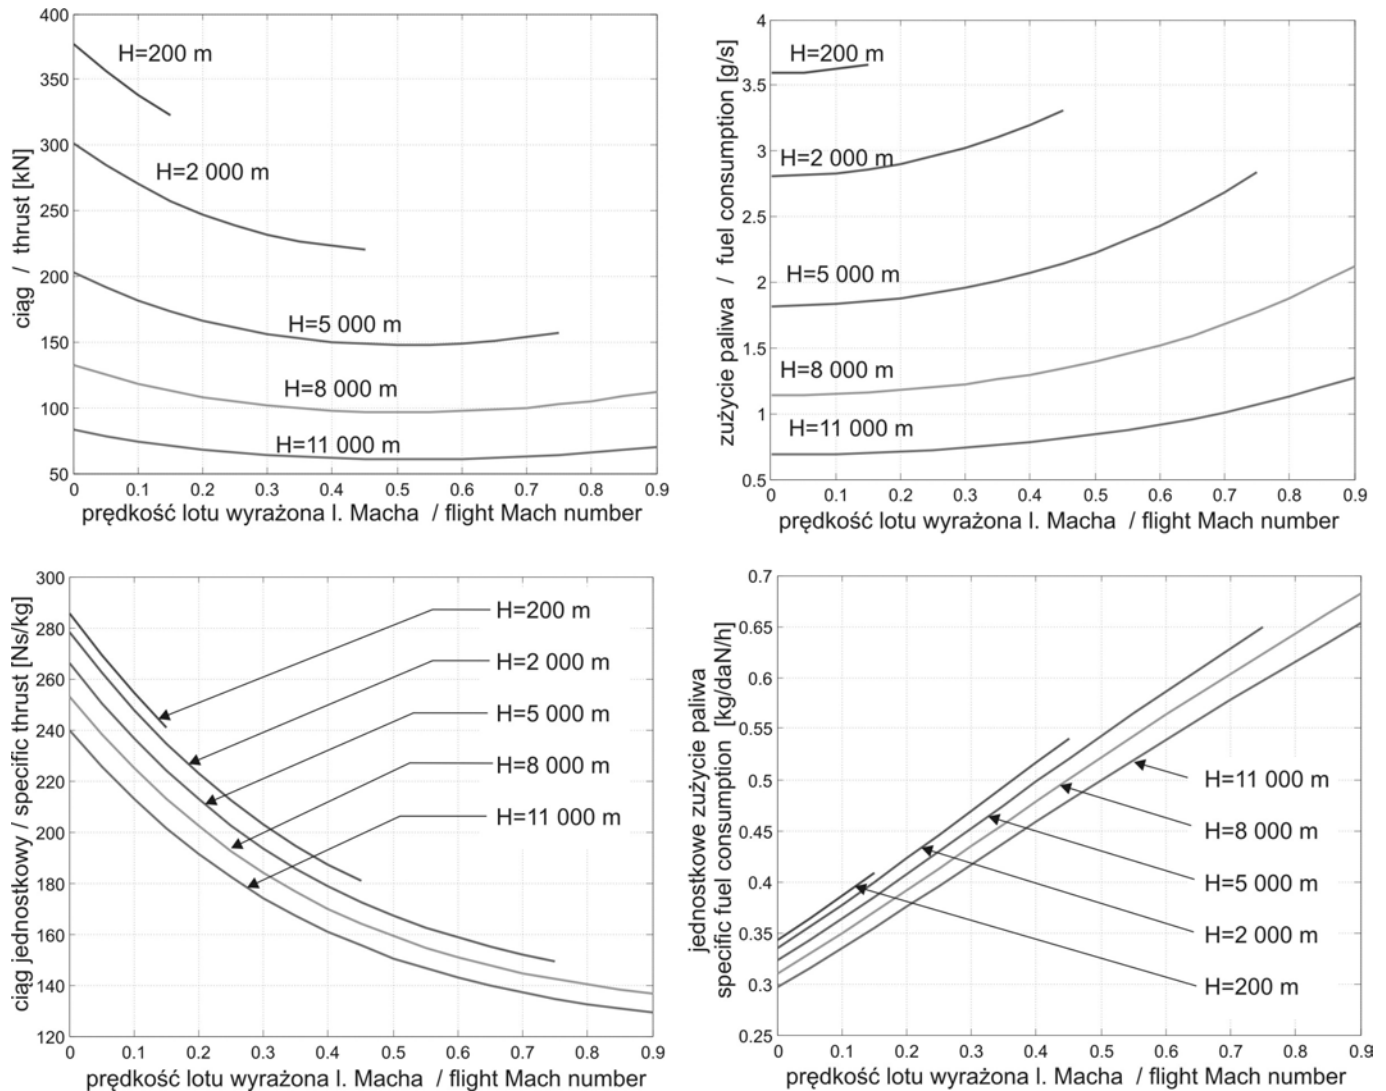 ciąg / thrust [kN]
400
350
300
250
200
150
100
50
H=200 m
H=2 000 m
H=5 000 m
H=8 000 m
H=11 000 m
0 0.1 0.2 0.3 0.4 0.5 0.6 0.7 0.8 0.9
prędkość lotu wyrażona l. Macha / flight Mach number
zużycie paliwa / fuel consumption [g/s]
4
3.5
3
2.5
2
1.5
1
0.5
H=200 m
H=2 000 m
H=5 000 m
H=8 000 m
H=11 000 m
0 0.1 0.2 0.3 0.4 0.5 0.6 0.7 0.8 0.9
prędkość lotu wyrażona l. Macha / flight Mach number
ciąg jednostkowy / specific thrust [Ns/kg]
300
280
260
240
220
200
180
160
140
120
H=200 m
H=2 000 m
H=5 000 m
H=8 000 m
H=11 000 m
0 0.1 0.2 0.3 0.4 0.5 0.6 0.7 0.8 0.9
prędkość lotu wyrażona l. Macha / flight Mach number
jednostkowe zużycie paliwa
specific fuel consumption [kg/daN/h]
0.7
0.65
0.6
0.55
0.5
0.45
0.4
0.35
0.3
0.25
H=11 000 m
H=8 000 m
H=5 000 m
H=2 000 m
H=200 m
0 0.1 0.2 0.3 0.4 0.5 0.6 0.7 0.8 0.9
prędkość lotu wyrażona l. Macha / flight Mach number